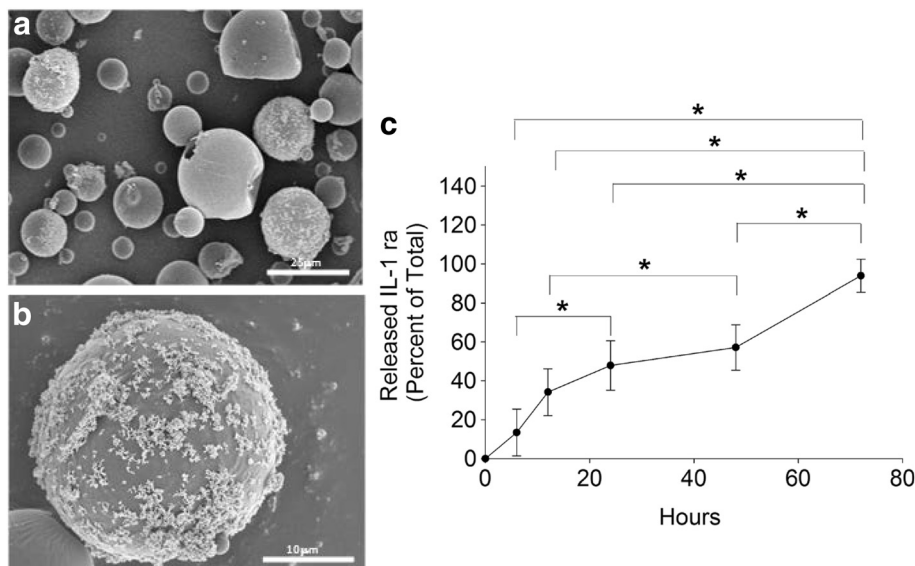 a
25μm
b
10μm
c
*
*
*
*
*
*
Released IL-1 ra
(Percent of Total)
140
120
100
80
60
40
20
0
0
20
40
60
80
Hours